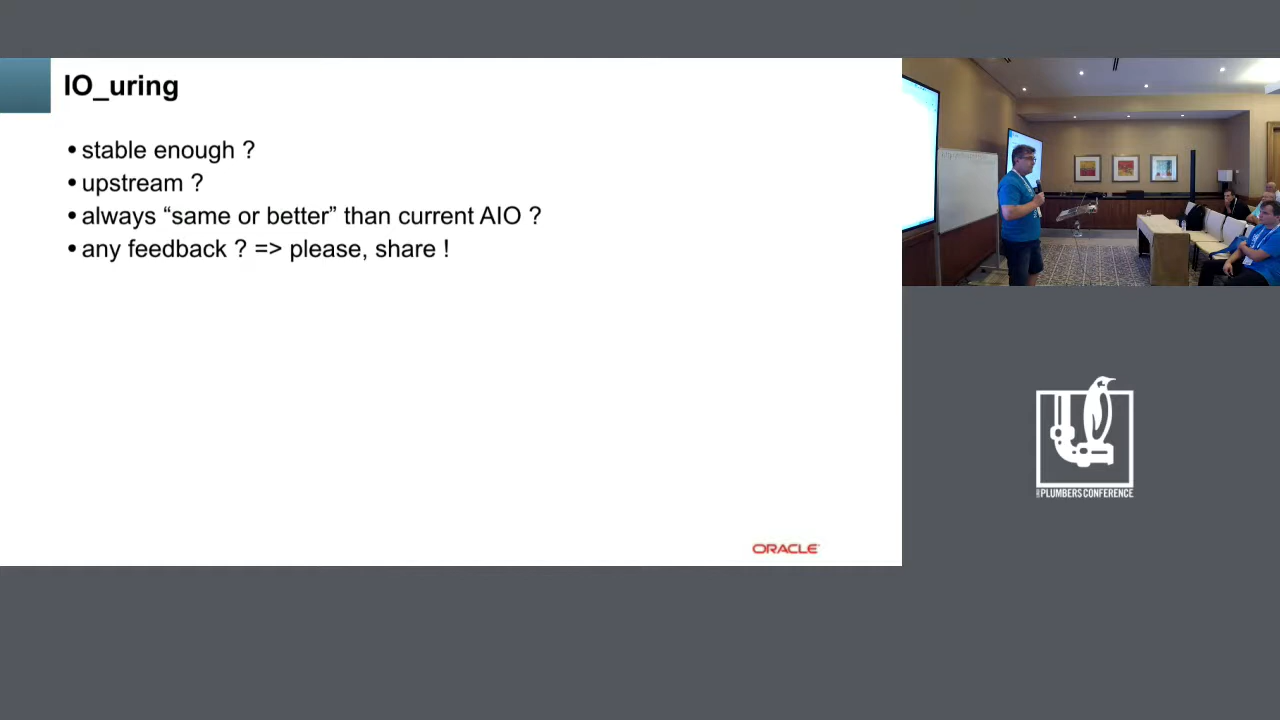 IO_uring
• stable enough ?
• upstream ?
• always “same or better” than current AIO ?
• any feedback ? => please, share !
ORACLE
PLUMBERS CONFERENCE